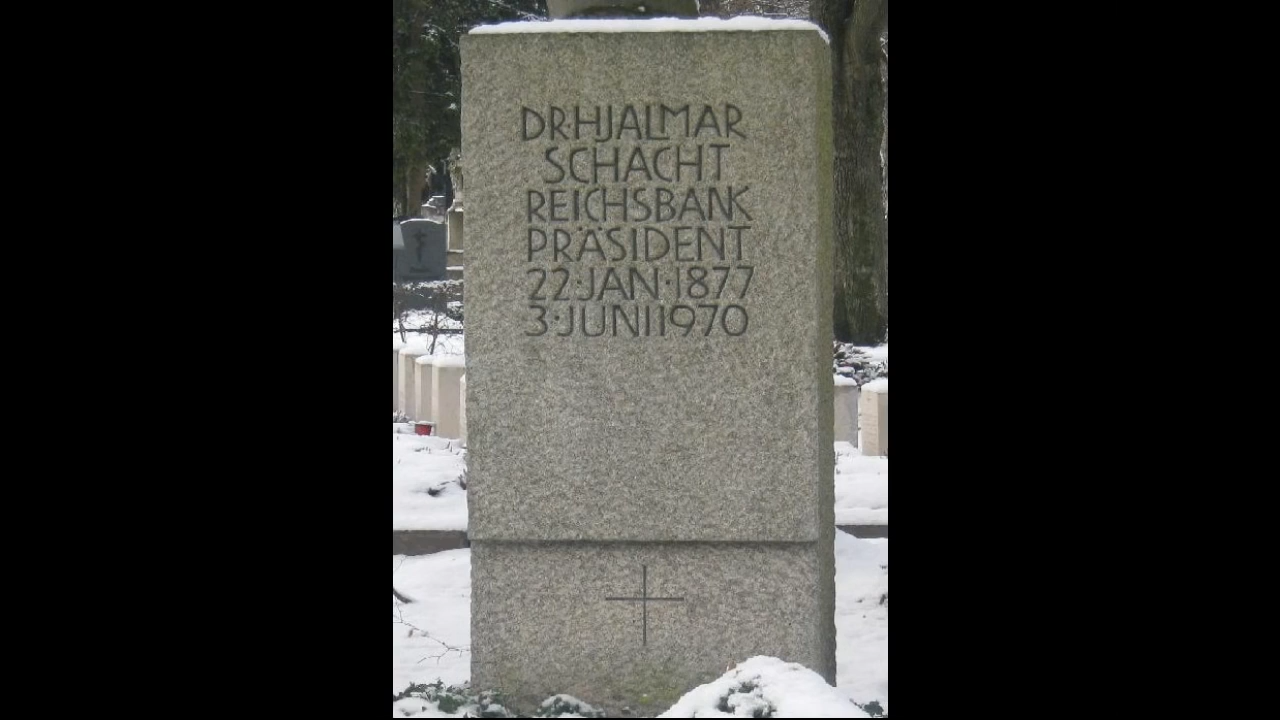 DR·HJALMAR
SCHACHT
REICHSBANK
PRÄSIDENT
22·JAN·1877
3·JUNI1970